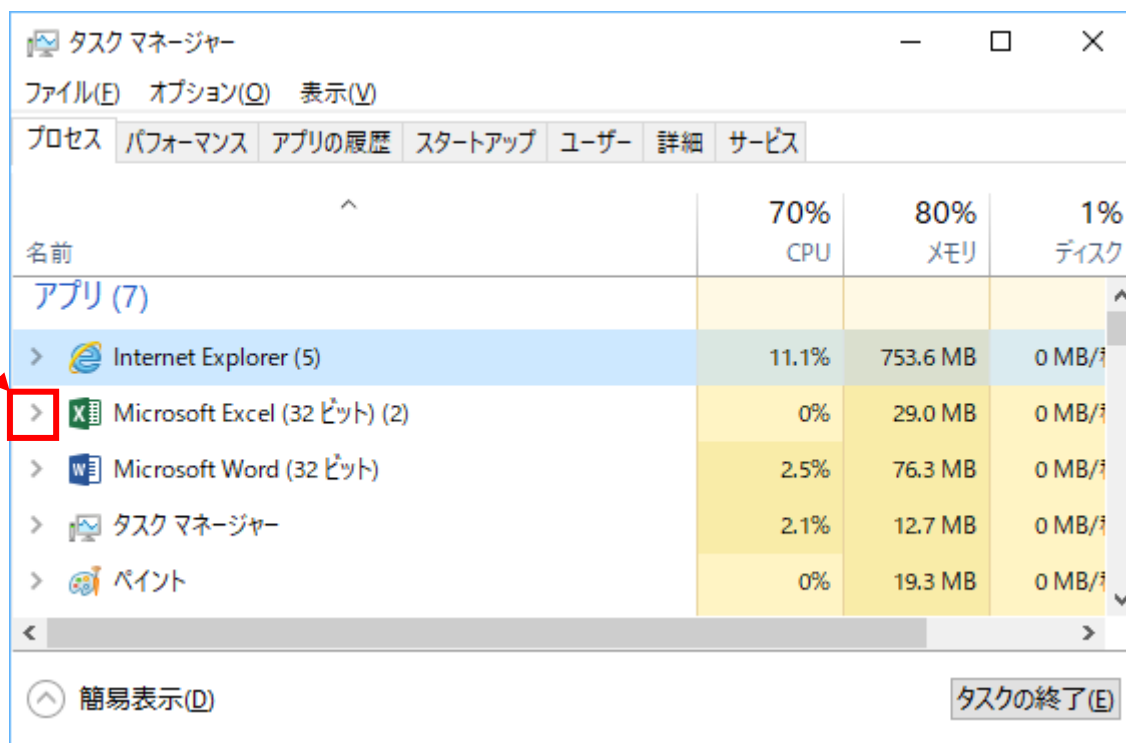 タスク マネージャー
ファイル(F) オプション(O) 表示(V)
プロセス パフォーマンス アプリの履歴 スタートアップ ユーザー 詳細 サービス
70% 80% 1%
名前 CPU メモリ ディスク
アプリ (7)
Internet Explorer (5) 11.1% 753.6 MB 0 MB/
Microsoft Excel (32 ビット) (2) 0% 29.0 MB 0 MB/
Microsoft Word (32 ビット) 2.5% 76.3 MB 0 MB/
タスク マネージャー 2.1% 12.7 MB 0 MB/
ペイント 0% 19.3 MB 0 MB/
簡易表示(D) タスクの終了(E)